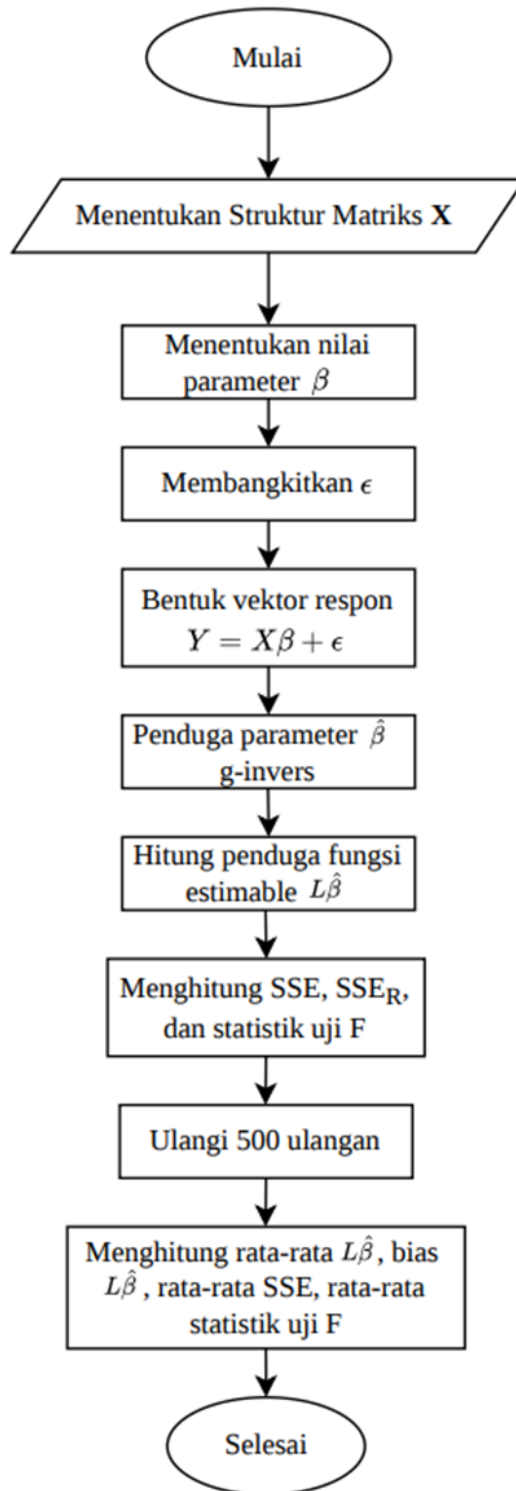 Mulai
Menentukan Struktur Matriks X
Menentukan nilai
parameter β
Membangkitkan ϵ
Bentuk vektor respon
Y = Xβ + ϵ
Penduga parameter β̂
g-invers
Hitung penduga fungsi
estimable Lβ̂
Menghitung SSE, SSE_R,
dan statistik uji F
Ulangi 500 ulangan
Menghitung rata-rata Lβ̂, bias
Lβ̂, rata-rata SSE, rata-rata
statistik uji F
Selesai